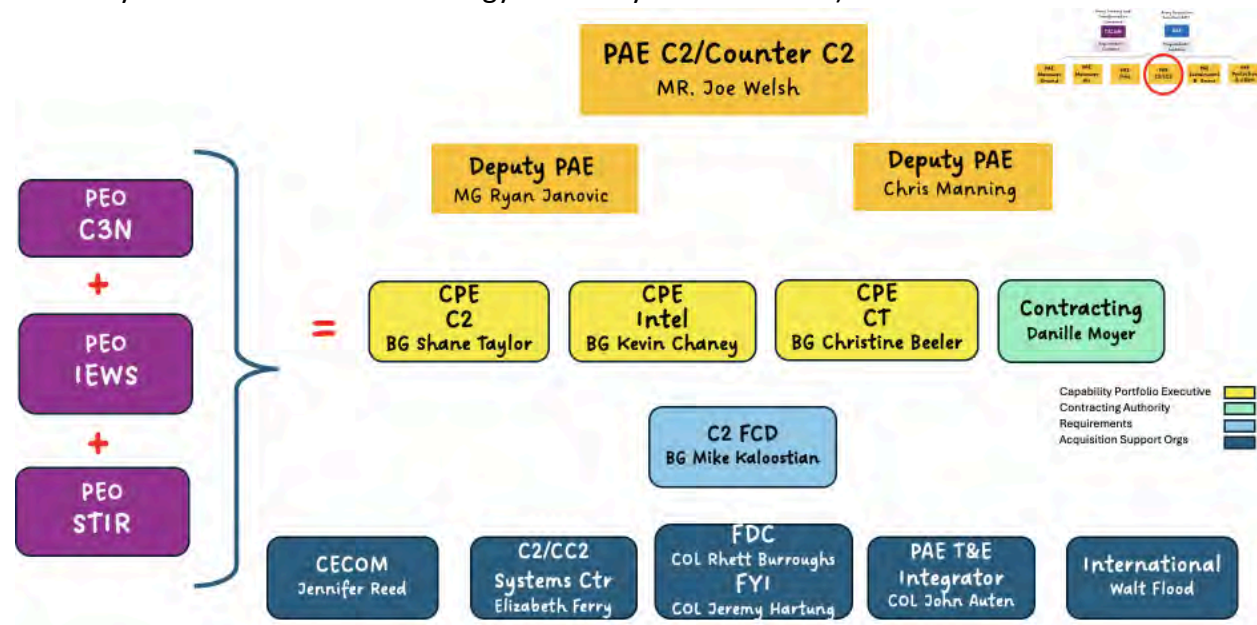 PAE C2/Counter C2
MR. Joe Welsh
Deputy PAE
MG Ryan Janovic
Deputy PAE
Chris Manning
PEO
C3N
+
PEO
IEWS
+
PEO
STIR
=
CPE
C2
BG Shane Taylor
CPE
Intel
BG Kevin Chaney
CPE
CT
BG Christine Beeler
Contracting
Danille Moyer
Capability Portfolio Executive
Contracting Authority
Requirements
Acquisition Support Orgs
C2 FCD
BG Mike Kaloostian
CECOM
Jennifer Reed
C2/CC2
Systems Ctr
Elizabeth Ferry
FDC
COL Rhett Burroughs
FYI
COL Jeremy Hartung
PAE T&E
Integrator
COL John Auten
International
Walt Flood